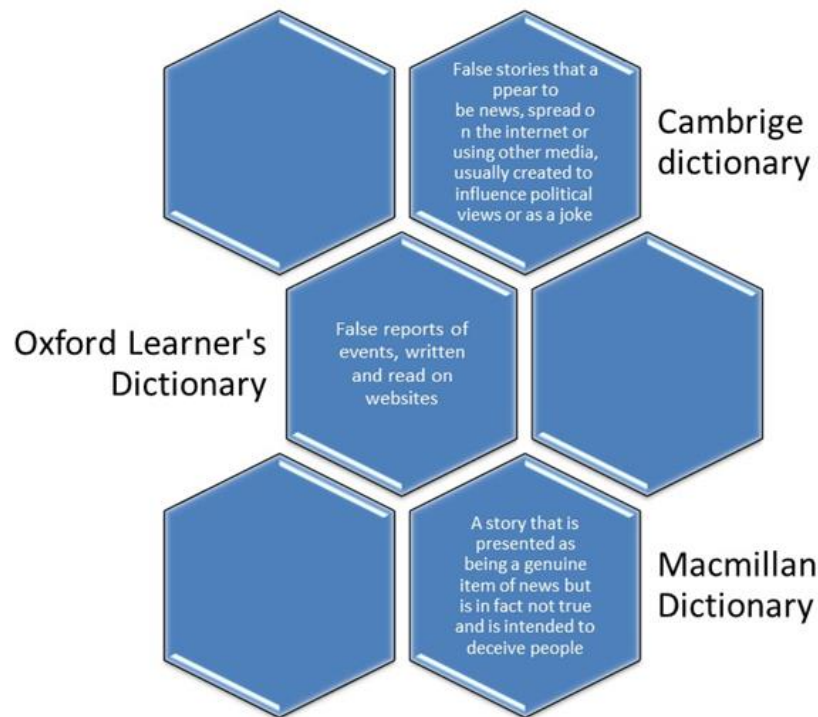 False stories that a
ppear to
be news, spread o
n the internet or
using other media,
usually created to
influence political
views or as a joke
Cambrige
dictionary
Oxford Learner's
Dictionary
False reports of
events, written
and read on
websites
A story that is
presented as
being a genuine
item of news but
is in fact not true
and is intended to
deceive people
Macmillan
Dictionary